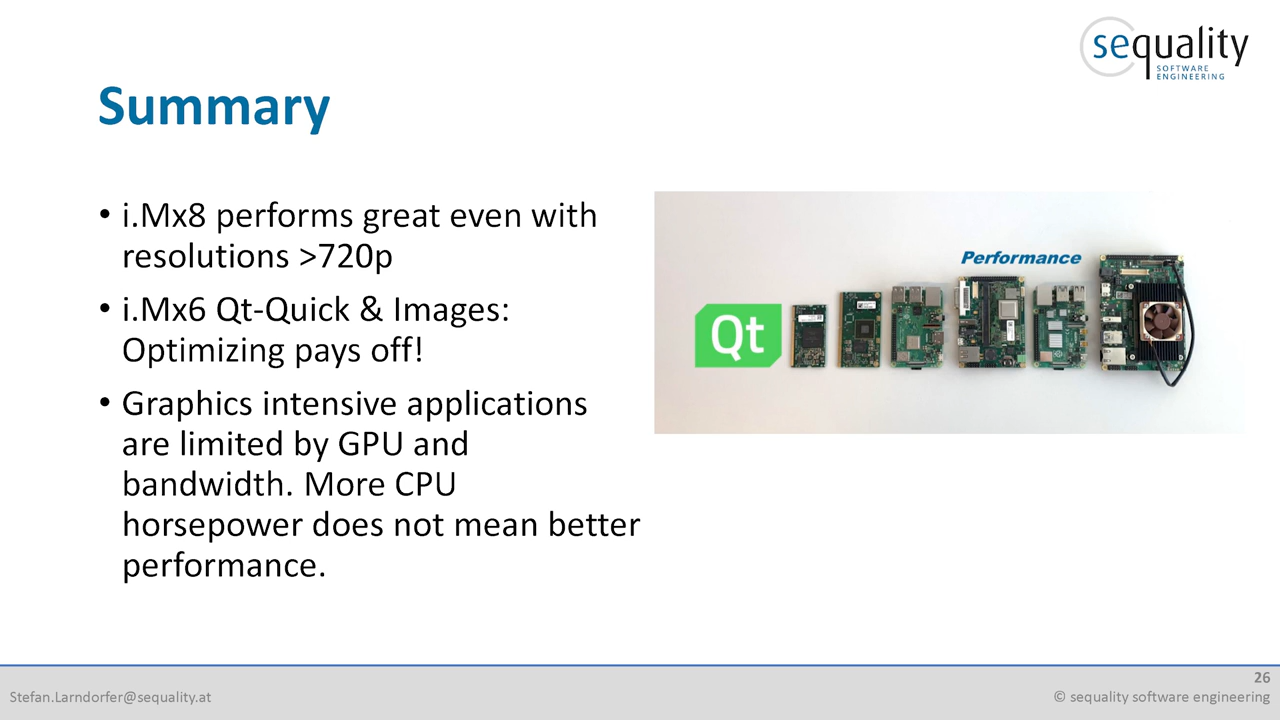 sequality
SOFTWARE
ENGINEERING
Summary
• i.Mx8 performs great even with
resolutions >720p
• i.Mx6 Qt-Quick & Images:
Optimizing pays off!
• Graphics intensive applications
are limited by GPU and
bandwidth. More CPU
horsepower does not mean better
performance.
Performance
Qt
26
Stefan.Larndorfer@sequality.at
© sequality software engineering